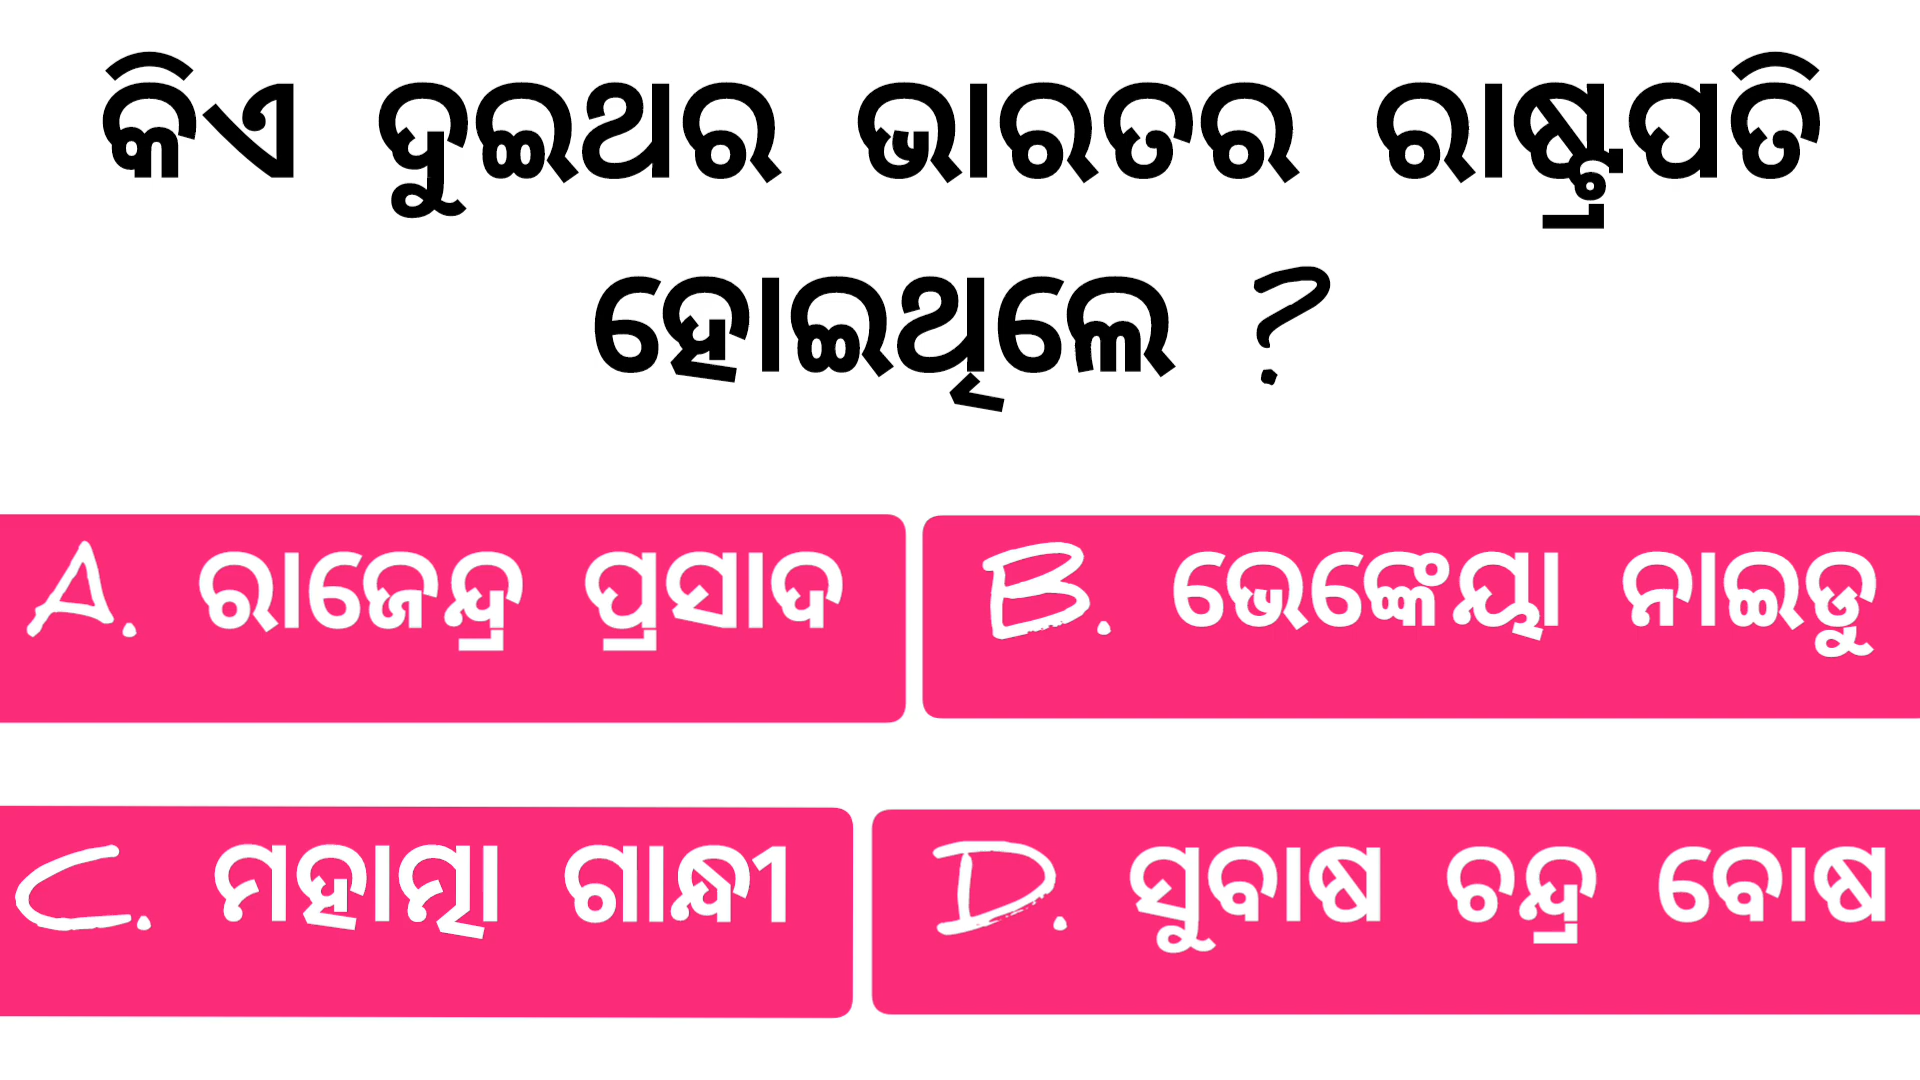 କିଏ ଦୁଇଥର ଭାରତର ରାଷ୍ଟ୍ରପତି
ହୋଇଥିଲେ ?
A. ରାଜେନ୍ଦ୍ର ପ୍ରସାଦ
B. ଭେଙ୍କେୟା ନାଇଡୁ
C. ମହାତ୍ମା ଗାନ୍ଧୀ
D. ସୁବାଷ ଚନ୍ଦ୍ର ବୋଷ